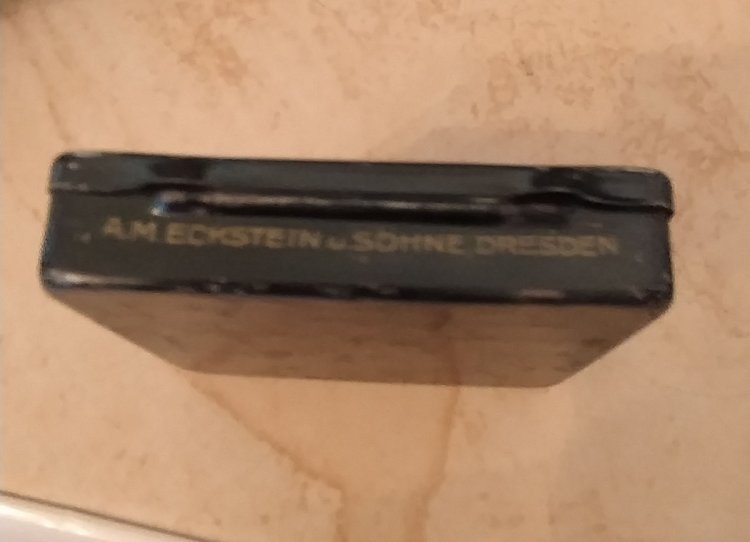 A.M. ECKSTEIN u. SÖHNE DRESDEN